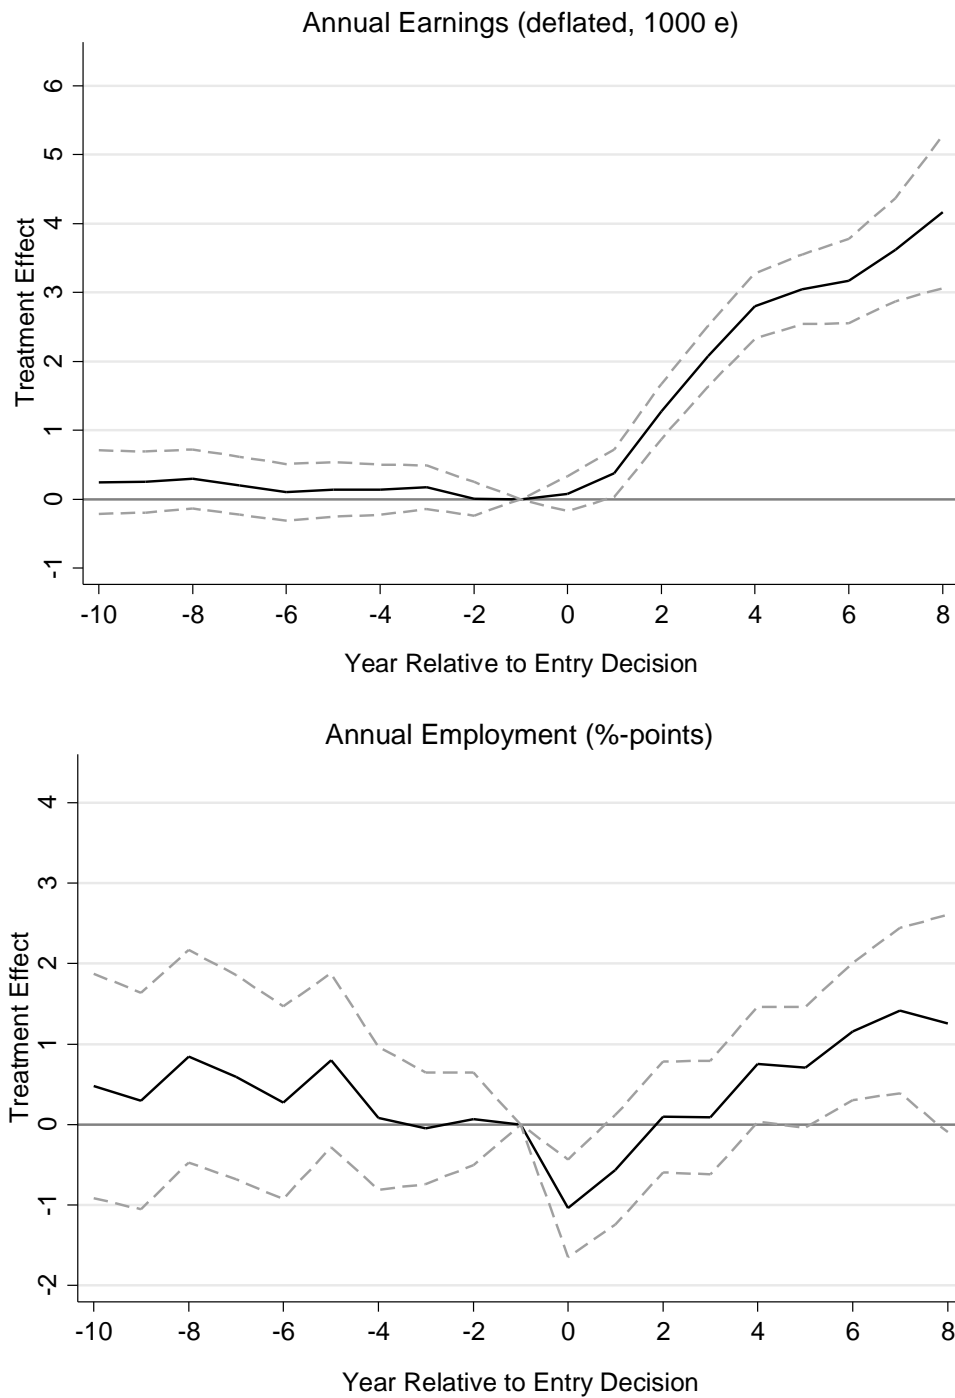 Annual Earnings (deflated, 1000 e)
6
5
4
3
2
1
0
-1
Treatment Effect
-10 -8 -6 -4 -2 0 2 4 6 8
Year Relative to Entry Decision
Annual Employment (%-points)
4
3
2
1
0
-1
-2
Treatment Effect
-10 -8 -6 -4 -2 0 2 4 6 8
Year Relative to Entry Decision